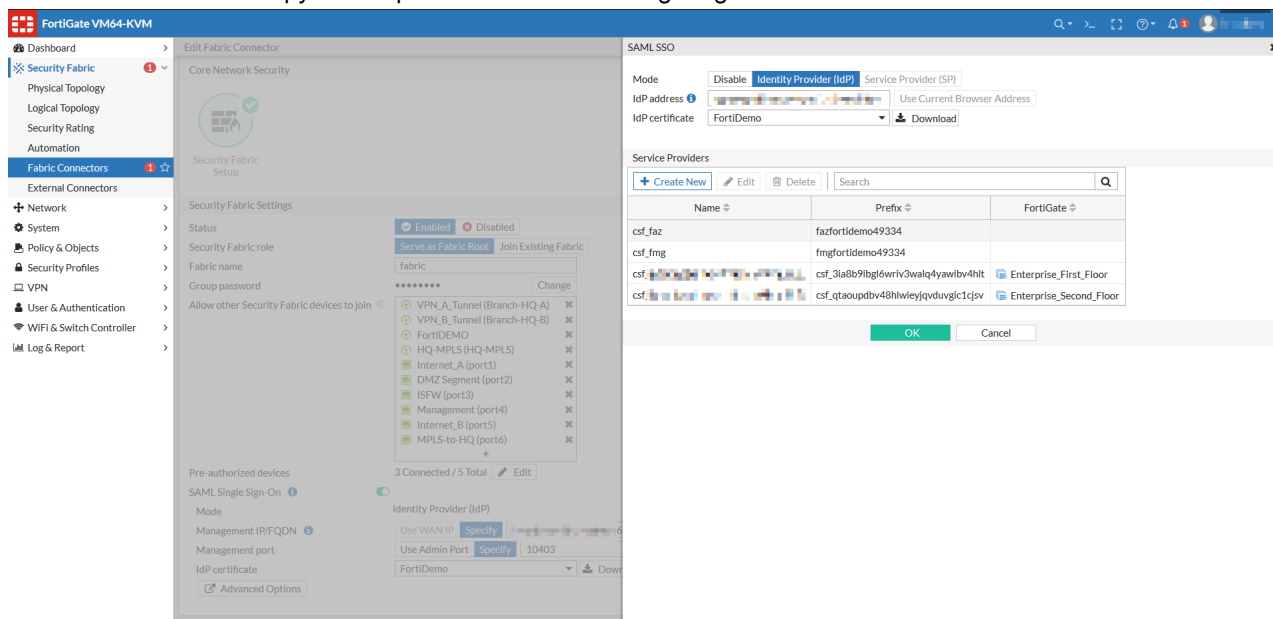 FortiGate VM64-KVM
1
Dashboard
Security Fabric 1
Physical Topology
Logical Topology
Security Rating
Automation
Fabric Connectors 1
External Connectors
Network
System
Policy & Objects
Security Profiles
VPN
User & Authentication
WiFi & Switch Controller
Log & Report
Edit Fabric Connector
Core Network Security
Security Fabric
Setup
Security Fabric Settings
Status Enabled Disabled
Security Fabric role Serve as Fabric Root Join Existing Fabric
Fabric name fabric
Group password •••••••• Change
Allow other Security Fabric devices to join VPN_A_Tunnel (Branch-HQ-A)
VPN_B_Tunnel (Branch-HQ-B)
FortiDEMO
HQ-MPLS (HQ-MPLS)
Internet_A (port1)
DMZ Segment (port2)
ISFW (port3)
Management (port4)
Internet_B (port5)
MPLS-to-HQ (port6)
+
Pre-authorized devices 3 Connected / 5 Total Edit
SAML Single Sign-On
Mode Identity Provider (IdP)
Management IP/FQDN Use WAN IP Specify
Management port Use Admin Port Specify 10403
IdP certificate FortiDemo
Advanced Options
SAML SSO
Mode Disable Identity Provider (IdP) Service Provider (SP)
IdP address Use Current Browser Address
IdP certificate FortiDemo Download
Service Providers
+ Create New Edit Delete Search
Name Prefix FortiGate
csf_faz fazfortidemo49334
csf_fmg fmgfortidemo49334
csf_ csf_3ia8b9ibgl6wriv3walq4yawibv4hlt Enterprise_First_Floor
csf_ csf_qtaoupdbv48hlwieyjqvduvgic1cjsv Enterprise_Second_Floor
OK Cancel